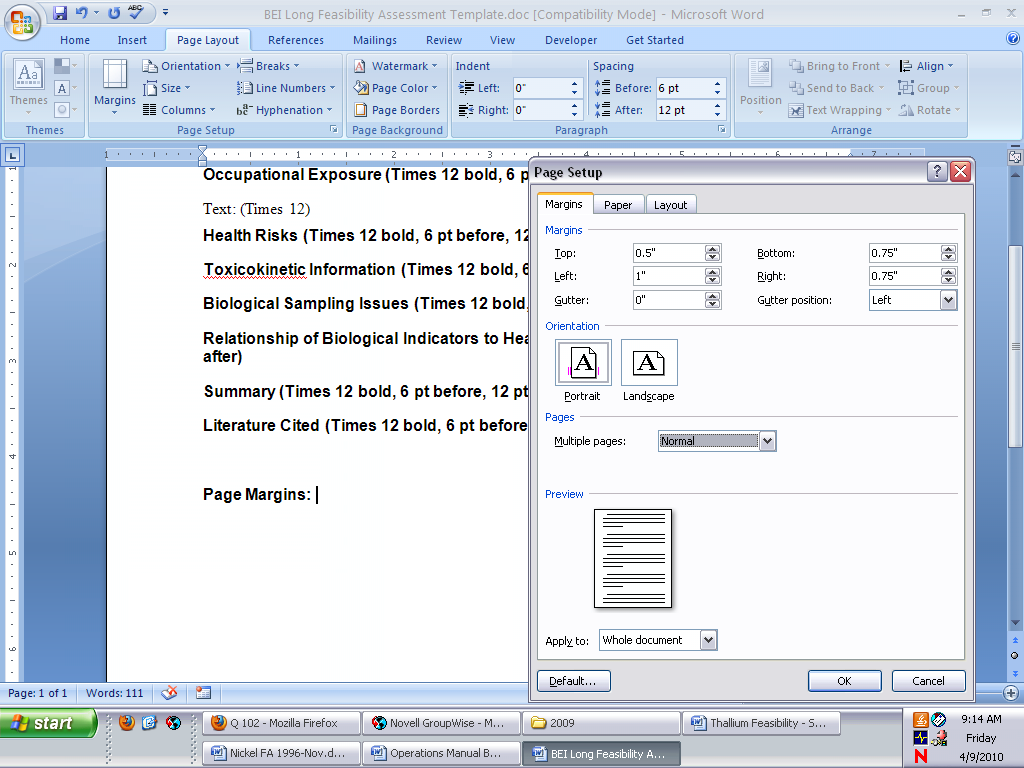 BEI Long Feasibility Assessment Template.doc [Compatibility Mode] - Microsoft Word
Home Insert Page Layout References Mailings Review View Developer Get Started
Themes
Themes
Margins
Orientation
Size
Columns
Breaks
Line Numbers
Hyphenation
Page Setup
Watermark
Page Color
Page Borders
Page Background
Indent
Left: 0"
Right: 0"
Spacing
Before: 6 pt
After: 12 pt
Paragraph
Position
Bring to Front
Send to Back
Text Wrapping
Align
Group
Rotate
Arrange
1 1 2 3 4 5 6 7
Occupational Exposure (Times 12 bold, 6 p
Text: (Times 12)
Health Risks (Times 12 bold, 6 pt before, 12
Toxicokinetic Information (Times 12 bold, 6
Biological Sampling Issues (Times 12 bold,
Relationship of Biological Indicators to Hea
after)
Summary (Times 12 bold, 6 pt before, 12 pt
Literature Cited (Times 12 bold, 6 pt before
Page Margins:
Page Setup
Margins Paper Layout
Margins
Top: 0.5" Bottom: 0.75"
Left: 1" Right: 0.75"
Gutter: 0" Gutter position: Left
Orientation
A A
Portrait Landscape
Pages
Multiple pages: Normal
Preview
Apply to: Whole document
Default... OK Cancel
Page: 1 of 1 Words: 111
start
Q 102 - Mozilla Firefox
Novell GroupWise - M...
2009
Thallium Feasibility - S...
Nickel FA 1996-Nov.d...
Operations Manual B...
BEI Long Feasibility A...
9:14 AM
Friday
4/9/2010